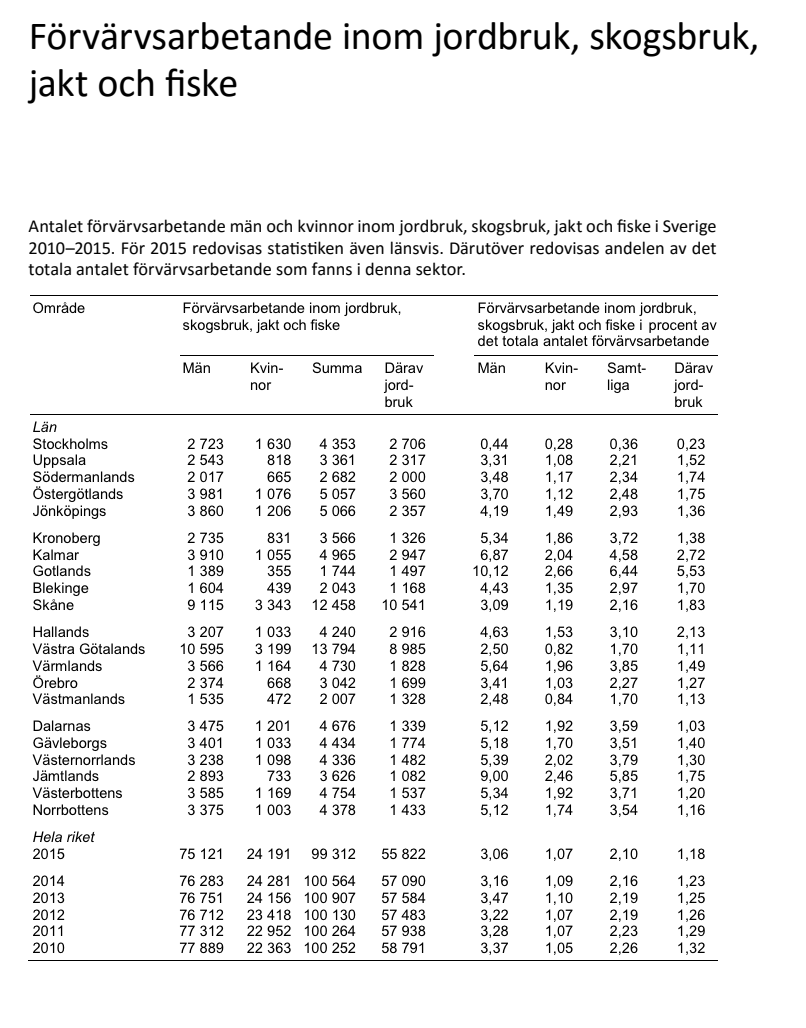 Förvärvsarbetande inom jordbruk, skogsbruk,
jakt och fiske
Antalet förvärvsarbetande män och kvinnor inom jordbruk, skogsbruk, jakt och fiske i Sverige
2010–2015. För 2015 redovisas statistiken även länsvis. Därutöver redovisas andelen av det
totala antalet förvärvsarbetande som fanns i denna sektor.
Område Förvärvsarbetande inom jordbruk, Förvärvsarbetande inom jordbruk,
skogsbruk, jakt och fiske skogsbruk, jakt och fiske i procent av
det totala antalet förvärvsarbetande
Män Kvin- Summa Därav Män Kvin- Samt- Därav
nor jord- nor liga jord-
bruk bruk
Län
Stockholms 2 723 1 630 4 353 2 706 0,44 0,28 0,36 0,23
Uppsala 2 543 818 3 361 2 317 3,31 1,08 2,21 1,52
Södermanlands 2 017 665 2 682 2 000 3,48 1,17 2,34 1,74
Östergötlands 3 981 1 076 5 057 3 560 3,70 1,12 2,48 1,75
Jönköpings 3 860 1 206 5 066 2 357 4,19 1,49 2,93 1,36
Kronoberg 2 735 831 3 566 1 326 5,34 1,86 3,72 1,38
Kalmar 3 910 1 055 4 965 2 947 6,87 2,04 4,58 2,72
Gotlands 1 389 355 1 744 1 497 10,12 2,66 6,44 5,53
Blekinge 1 604 439 2 043 1 168 4,43 1,35 2,97 1,70
Skåne 9 115 3 343 12 458 10 541 3,09 1,19 2,16 1,83
Hallands 3 207 1 033 4 240 2 916 4,63 1,53 3,10 2,13
Västra Götalands 10 595 3 199 13 794 8 985 2,50 0,82 1,70 1,11
Värmlands 3 566 1 164 4 730 1 828 5,64 1,96 3,85 1,49
Örebro 2 374 668 3 042 1 699 3,41 1,03 2,27 1,27
Västmanlands 1 535 472 2 007 1 328 2,48 0,84 1,70 1,13
Dalarnas 3 475 1 201 4 676 1 339 5,12 1,92 3,59 1,03
Gävleborgs 3 401 1 033 4 434 1 774 5,18 1,70 3,51 1,40
Västernorrlands 3 238 1 098 4 336 1 482 5,39 2,02 3,79 1,30
Jämtlands 2 893 733 3 626 1 082 9,00 2,46 5,85 1,75
Västerbottens 3 585 1 169 4 754 1 537 5,34 1,92 3,71 1,20
Norrbottens 3 375 1 003 4 378 1 433 5,12 1,74 3,54 1,16
Hela riket
2015 75 121 24 191 99 312 55 822 3,06 1,07 2,10 1,18
2014 76 283 24 281 100 564 57 090 3,16 1,09 2,16 1,23
2013 76 751 24 156 100 907 57 584 3,47 1,10 2,19 1,25
2012 76 712 23 418 100 130 57 483 3,22 1,07 2,19 1,26
2011 77 312 22 952 100 264 57 938 3,28 1,07 2,23 1,29
2010 77 889 22 363 100 252 58 791 3,37 1,05 2,26 1,32